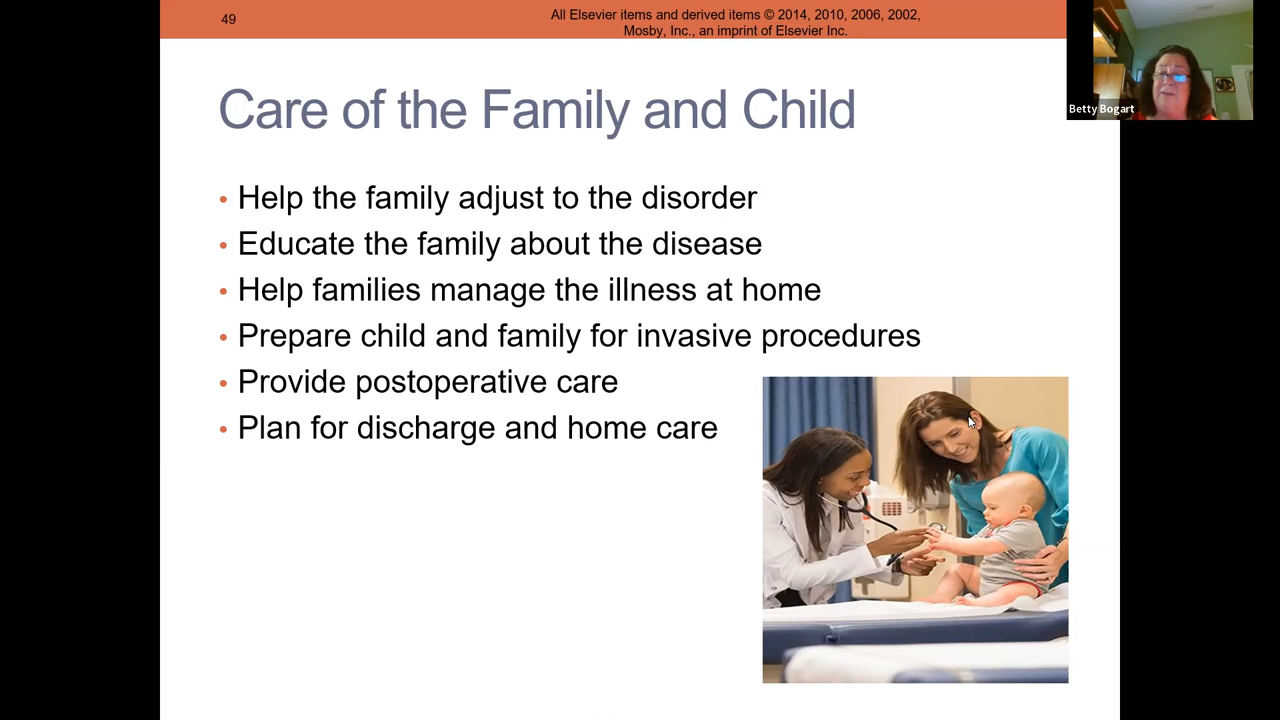 49
All Elsevier items and derived items © 2014, 2010, 2006, 2002,
Mosby, Inc., an imprint of Elsevier Inc.
Betty Bogart
Care of the Family and Child
• Help the family adjust to the disorder
• Educate the family about the disease
• Help families manage the illness at home
• Prepare child and family for invasive procedures
• Provide postoperative care
• Plan for discharge and home care